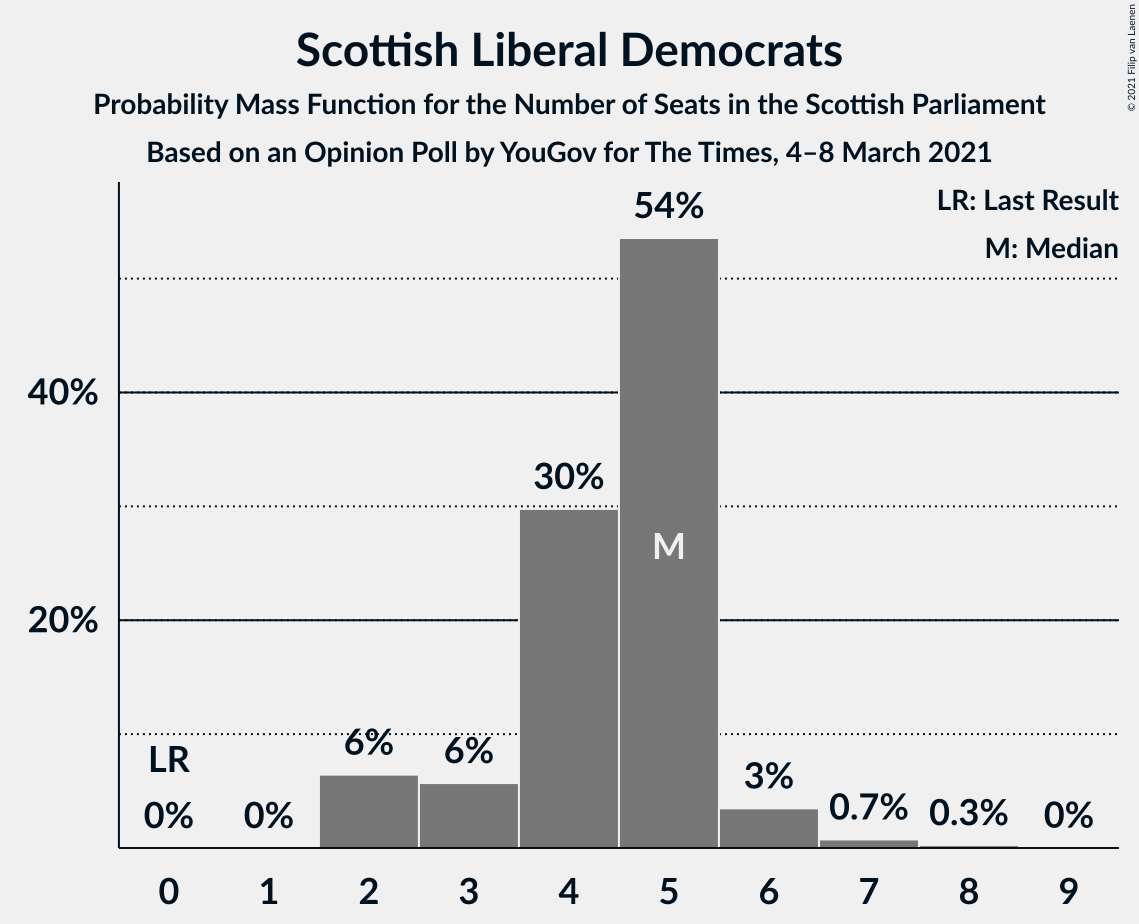 Scottish Liberal Democrats
Probability Mass Function for the Number of Seats in the Scottish Parliament
Based on an Opinion Poll by YouGov for The Times, 4–8 March 2021
© 2021 Filip van Laenen
LR: Last Result
M: Median
54%
40%
30%
M
20%
6%
6%
LR
3%
0%
0%
0.7%
0.3%
0%
0 1 2 3 4 5 6 7 8 9